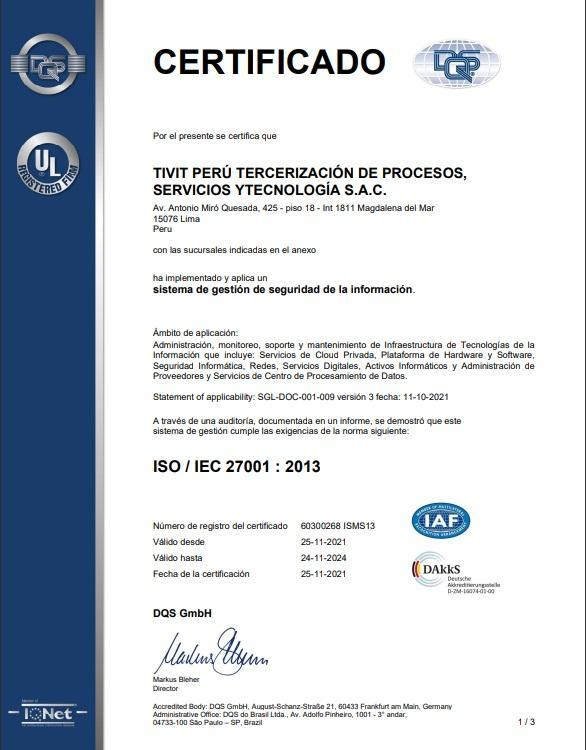 DQS
CERTIFICADO
DQS
UL
REGISTERED FIRM
Por el presente se certifica que
TIVIT PERÚ TERCERIZACIÓN DE PROCESOS,
SERVICIOS YTECNOLOGÍA S.A.C.
Av. Antonio Miró Quesada, 425 - piso 18 - Int 1811 Magdalena del Mar
15076 Lima
Peru
con las sucursales indicadas en el anexo
ha implementado y aplica un
sistema de gestión de seguridad de la información.
Ámbito de aplicación:
Administración, monitoreo, soporte y mantenimiento de Infraestructura de Tecnologías de la
Información que incluye: Servicios de Cloud Privada, Plataforma de Hardware y Software,
Seguridad Informática, Redes, Servicios Digitales, Activos Informáticos y Administración de
Proveedores y Servicios de Centro de Procesamiento de Datos.
Statement of applicability: SGL-DOC-001-009 versión 3 fecha: 11-10-2021
A través de una auditoría, documentada en un informe, se demostró que este
sistema de gestión cumple las exigencias de la norma siguiente:
ISO / IEC 27001 : 2013
Número de registro del certificado 60300268 ISMS13
Válido desde 25-11-2021
Válido hasta 24-11-2024
Fecha de la certificación 25-11-2021
MEMBER OF MULTILATERAL
IAF
RECOGNITION ARRANGEMENT
DAkkS
Deutsche
Akkreditierungsstelle
D-ZM-16074-01-00
DQS GmbH
Markus Bleher
Markus Bleher
Director
Accredited Body: DQS GmbH, August-Schanz-Straße 21, 60433 Frankfurt am Main, Germany
Administrative Office: DQS do Brasil Ltda., Av. Adolfo Pinheiro, 1001 - 3° andar,
04733-100 São Paulo – SP, Brazil
1 / 3
Member of
IQNet